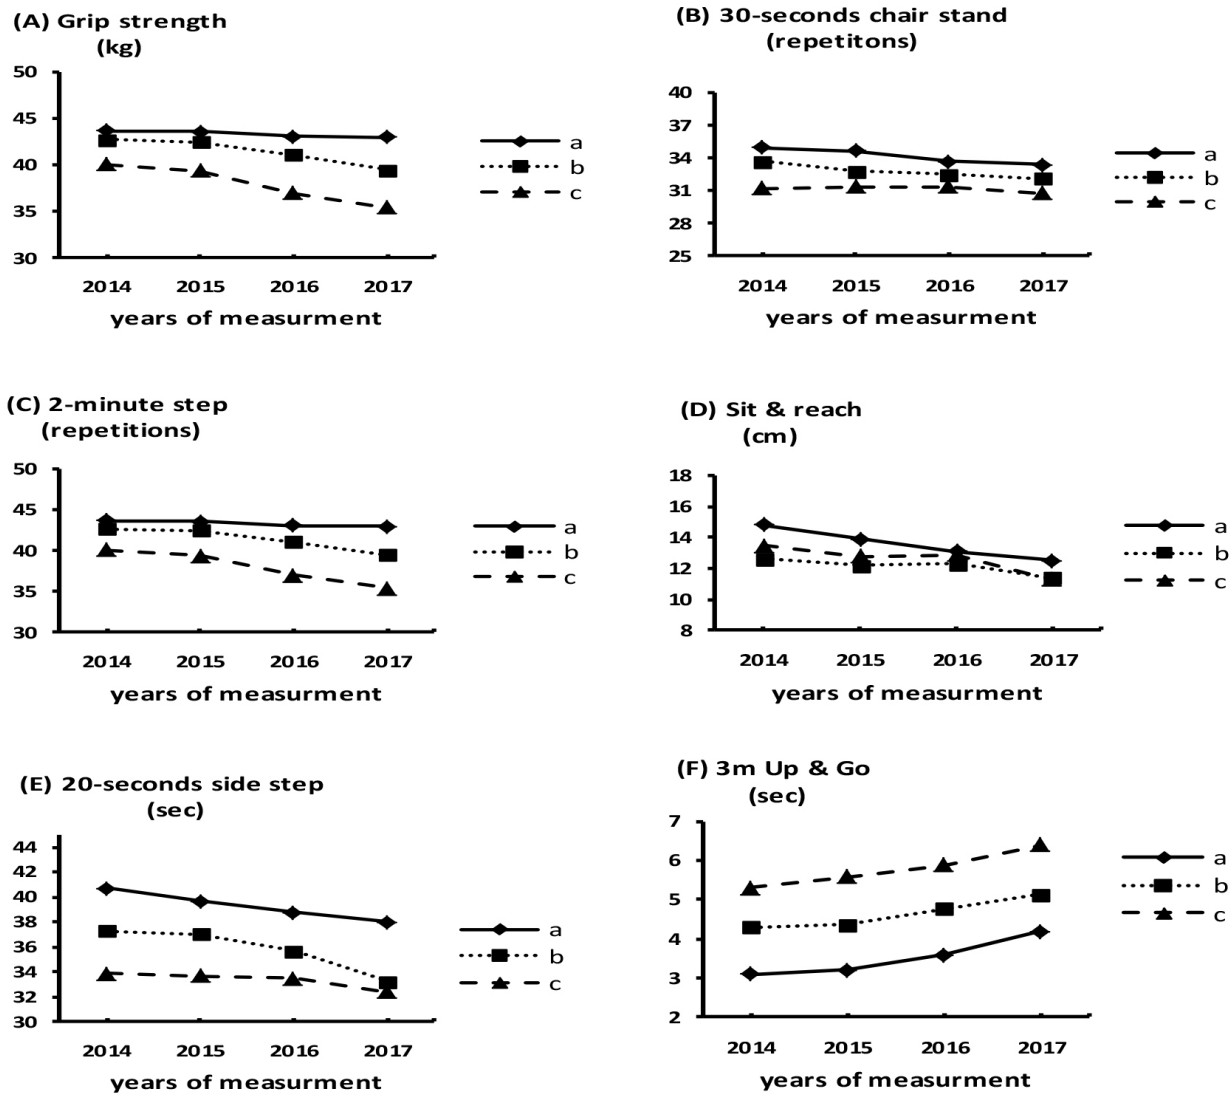 (A) Grip strength
(kg)
50
45
40
35
30
2014 2015 2016 2017
years of measurment
a
b
c
(B) 30-seconds chair stand
(repetitons)
40
37
34
31
28
25
2014 2015 2016 2017
years of measurment
a
b
c
(C) 2-minute step
(repetitions)
50
45
40
35
30
2014 2015 2016 2017
years of measurment
a
b
c
(D) Sit & reach
(cm)
18
16
14
12
10
8
2014 2015 2016 2017
years of measurment
a
b
c
(E) 20-seconds side step
(sec)
44
42
40
38
36
34
32
30
2014 2015 2016 2017
years of measurment
a
b
c
(F) 3m Up & Go
(sec)
7
6
5
4
3
2
2014 2015 2016 2017
years of measurment
a
b
c